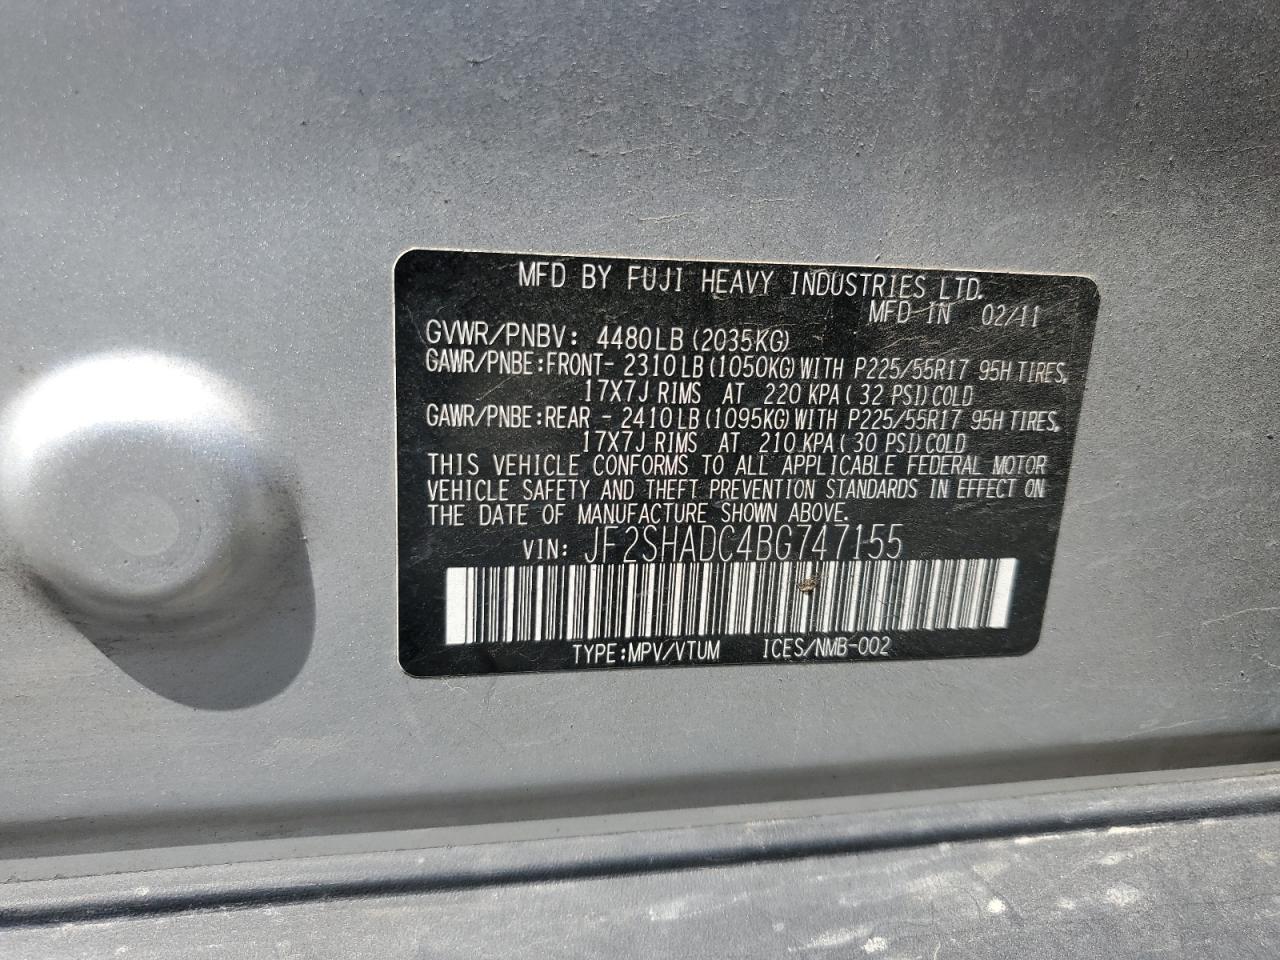 MFD BY FUJI HEAVY INDUSTRIES LTD.
MFD IN 02/11
GVWR/PNBV: 4480LB (2035KG)
GAWR/PNBE:FRONT- 2310LB (1050KG) WITH P225/55R17 95H TIRES,
17X7J RIMS AT 220 KPA ( 32 PSI)COLD
GAWR/PNBE:REAR - 2410LB (1095KG) WITH P225/55R17 95H TIRES,
17X7J RIMS AT 210 KPA ( 30 PSI)COLD
THIS VEHICLE CONFORMS TO ALL APPLICABLE FEDERAL MOTOR
VEHICLE SAFETY AND THEFT PREVENTION STANDARDS IN EFFECT ON
THE DATE OF MANUFACTURE SHOWN ABOVE.
VIN: JF2SHADC4BG747155
TYPE:MPV/VTUM ICES/NMB-002